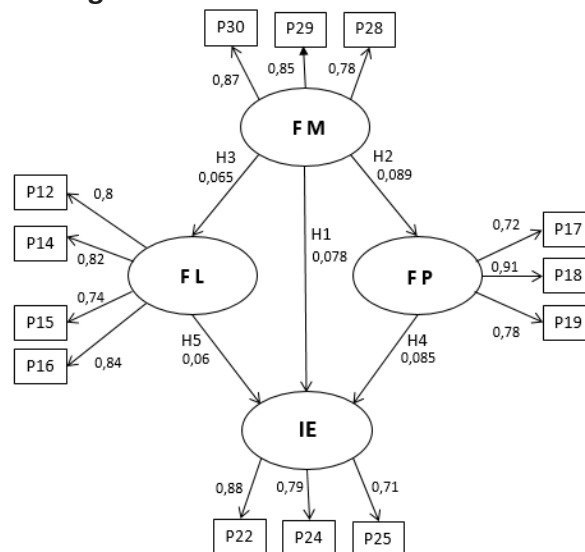 P30
P29
P28
0,87
0,85
0,78
F M
H3
0,065
H2
0,089
P12
0,8
P14
0,82
H1
0,078
0,72
P17
F L
F P
0,91
P18
P15
0,74
0,78
P19
P16
0,84
H5
0,06
H4
0,085
IE
0,88
0,79
0,71
P22
P24
P25